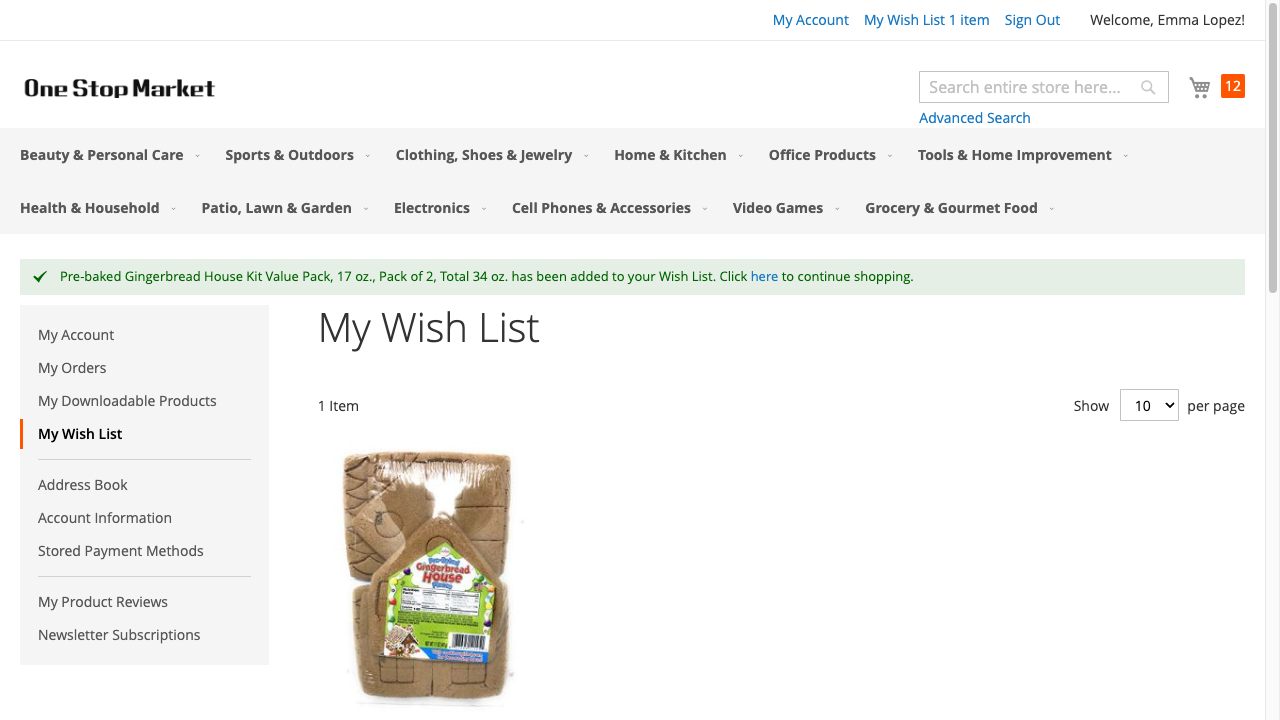 My Account My Wish List 1 item Sign Out Welcome, Emma Lopez!
One Stop Market
Search entire store here...
12
Advanced Search
Beauty & Personal Care Sports & Outdoors Clothing, Shoes & Jewelry Home & Kitchen Office Products Tools & Home Improvement
Health & Household Patio, Lawn & Garden Electronics Cell Phones & Accessories Video Games Grocery & Gourmet Food
Pre-baked Gingerbread House Kit Value Pack, 17 oz., Pack of 2, Total 34 oz. has been added to your Wish List. Click here to continue shopping.
My Account
My Orders
My Downloadable Products
My Wish List
Address Book
Account Information
Stored Payment Methods
My Product Reviews
Newsletter Subscriptions
My Wish List
1 Item
Show 10 per page
Gingerbread
House